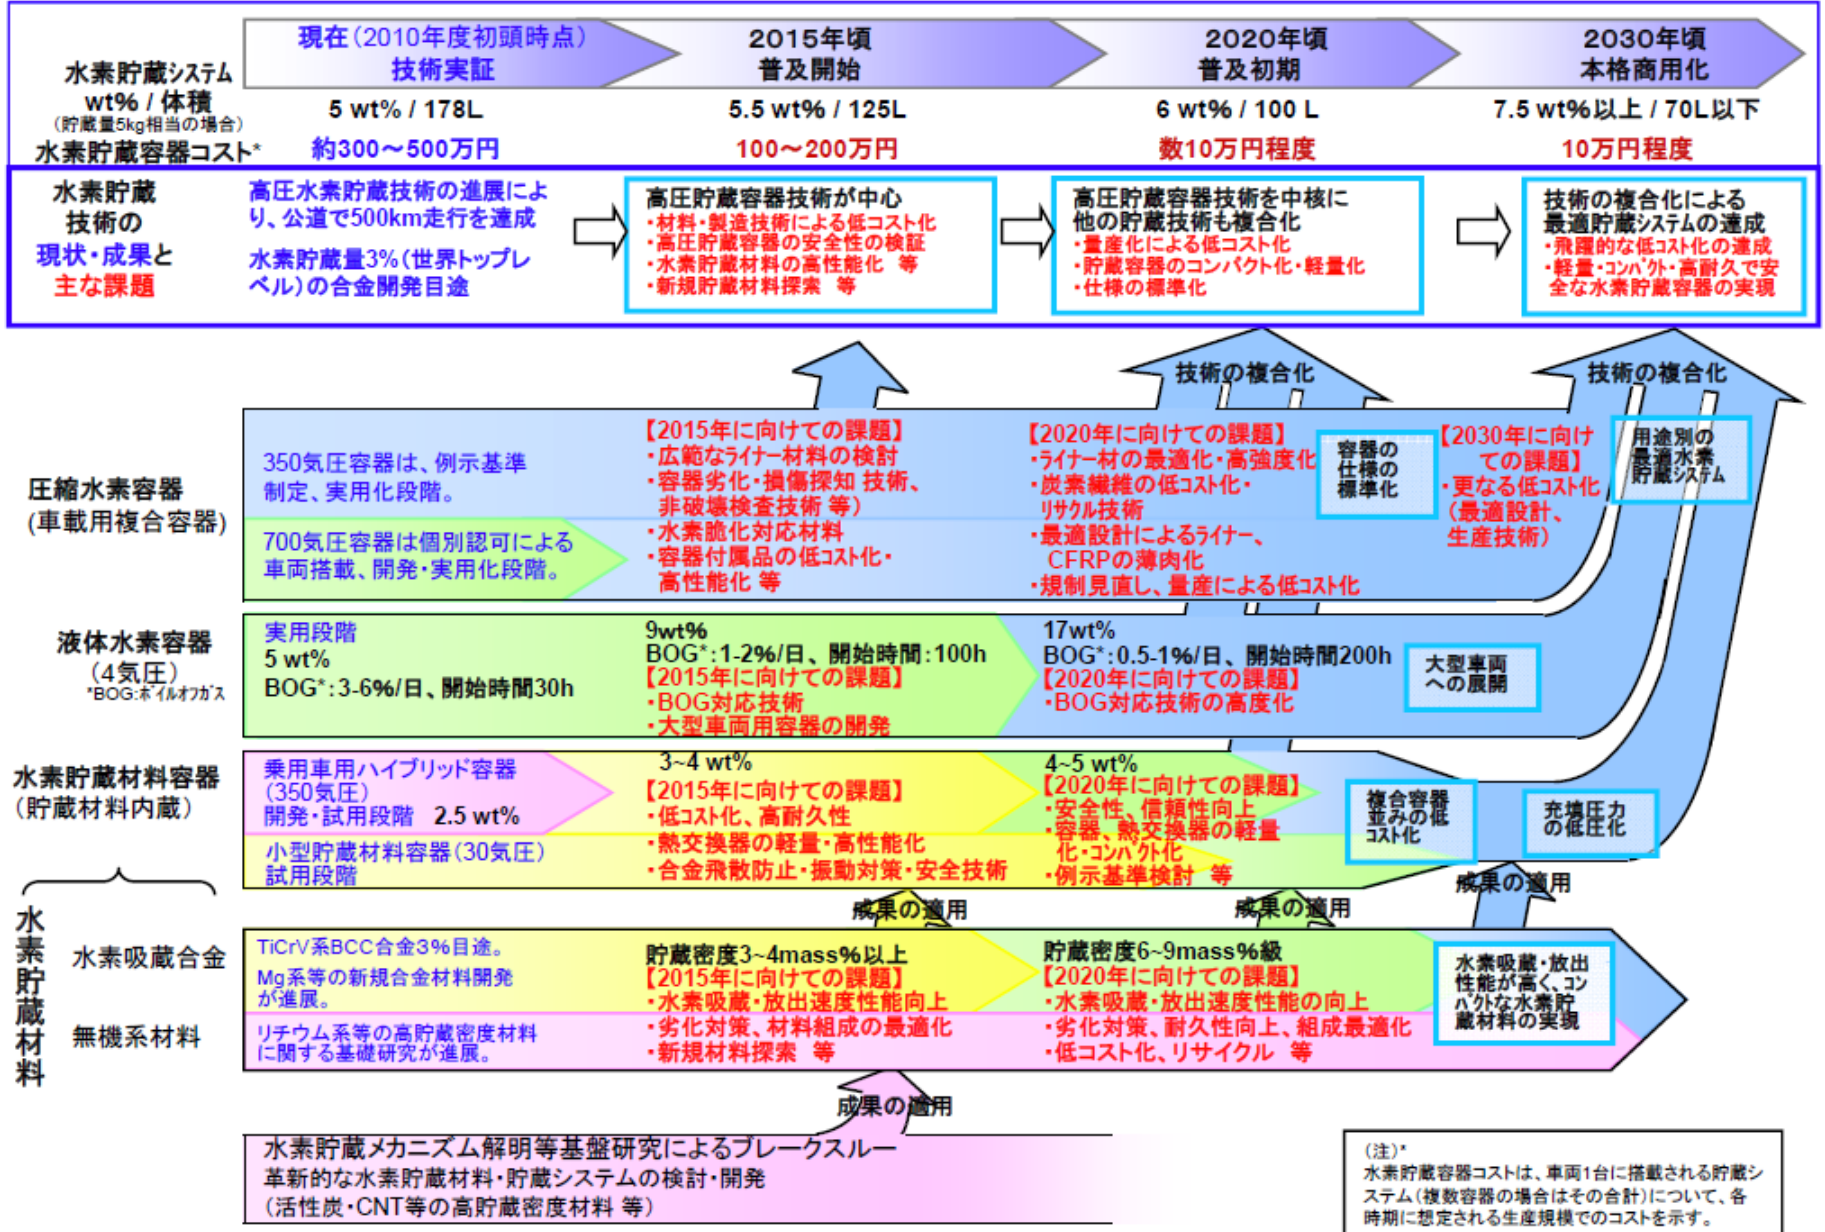 現在(2010年度初頭時点)
技術実証
2015年頃
普及開始
2020年頃
普及初期
2030年頃
本格商用化
水素貯蔵システム
wt% / 体積
(貯蔵量5kg相当の場合)
5 wt% / 178L
5.5 wt% / 125L
6 wt% / 100 L
7.5 wt%以上 / 70L以下
水素貯蔵容器コスト*
約300～500万円
100～200万円
数10万円程度
10万円程度
水素貯蔵
技術の
現状・成果と
主な課題
高圧水素貯蔵技術の進展によ
り、公道で500km走行を達成
水素貯蔵量3%(世界トップレ
ベル)の合金開発目途
高圧貯蔵容器技術が中心
・材料・製造技術による低コスト化
・高圧貯蔵容器の安全性の検証
・水素貯蔵材料の高性能化 等
・新規貯蔵材料探索 等
高圧貯蔵容器技術を中核に
他の貯蔵技術も複合化
・量産化による低コスト化
・貯蔵容器のコンパクト化・軽量化
・仕様の標準化
技術の複合化による
最適貯蔵システムの達成
・飛躍的な低コスト化の達成
・軽量・コンパクト・高耐久で安
全な水素貯蔵容器の実現
技術の複合化
技術の複合化
圧縮水素容器
(車載用複合容器)
350気圧容器は、例示基準
制定、実用化段階。
700気圧容器は個別認可による
車両搭載、開発・実用化段階。
【2015年に向けての課題】
・広範なライナー材料の検討
・容器劣化・損傷探知 技術、
非破壊検査技術 等)
・水素脆化対応材料
・容器付属品の低コスト化・
高性能化 等
【2020年に向けての課題】
・ライナー材の最適化・高強度化
・炭素繊維の低コスト化・
リサクル技術
・最適設計によるライナー、
CFRPの薄肉化
・規制見直し、量産による低コスト化
容器の
仕様の
標準化
【2030年に向け
ての課題】
・更なる低コスト化
(最適設計、
生産技術)
用途別の
最適水素
貯蔵システム
液体水素容器
(4気圧)
*BOG:ボイルオフガス
実用段階
5 wt%
BOG*:3-6%/日、開始時間30h
9wt%
BOG*:1-2%/日、開始時間:100h
【2015年に向けての課題】
・BOG対応技術
・大型車両用容器の開発
17wt%
BOG*:0.5-1%/日、開始時間200h
【2020年に向けての課題】
・BOG対応技術の高度化
大型車両
への展開
水素貯蔵材料容器
(貯蔵材料内蔵)
乗用車用ハイブリッド容器
(350気圧)
開発・試用段階 2.5 wt%
小型貯蔵材料容器(30気圧)
試用段階
3~4 wt%
【2015年に向けての課題】
・低コスト化、高耐久性
・熱交換器の軽量・高性能化
・合金飛散防止・振動対策・安全技術
4~5 wt%
【2020年に向けての課題】
・安全性、信頼性向上
・容器、熱交換器の軽量
化・コンパクト化
・例示基準検討 等
複合容器
並みの低
コスト化
充填圧力
の低圧化
成果の適用
成果の適用
成果の適用
水素貯蔵材料
水素吸蔵合金
無機系材料
TiCrV系BCC合金3%目途。
Mg系等の新規合金材料開発
が進展。
リチウム系等の高貯蔵密度材料
に関する基礎研究が進展。
貯蔵密度3~4mass%以上
【2015年に向けての課題】
・水素吸蔵・放出速度性能向上
・劣化対策、材料組成の最適化
・新規材料探索 等
貯蔵密度6~9mass%級
【2020年に向けての課題】
・水素吸蔵・放出速度性能の向上
・劣化対策、耐久性向上、組成最適化
・低コスト化、リサイクル 等
水素吸蔵・放出
性能が高く、コン
パクトな水素貯
蔵材料の実現
成果の適用
水素貯蔵メカニズム解明等基盤研究によるブレークスルー
革新的な水素貯蔵材料・貯蔵システムの検討・開発
(活性炭・CNT等の高貯蔵密度材料 等)
(注)*
水素貯蔵容器コストは、車両1台に搭載される貯蔵シ
ステム(複数容器の場合はその合計)について、各
時期に想定される生産規模でのコストを示す。